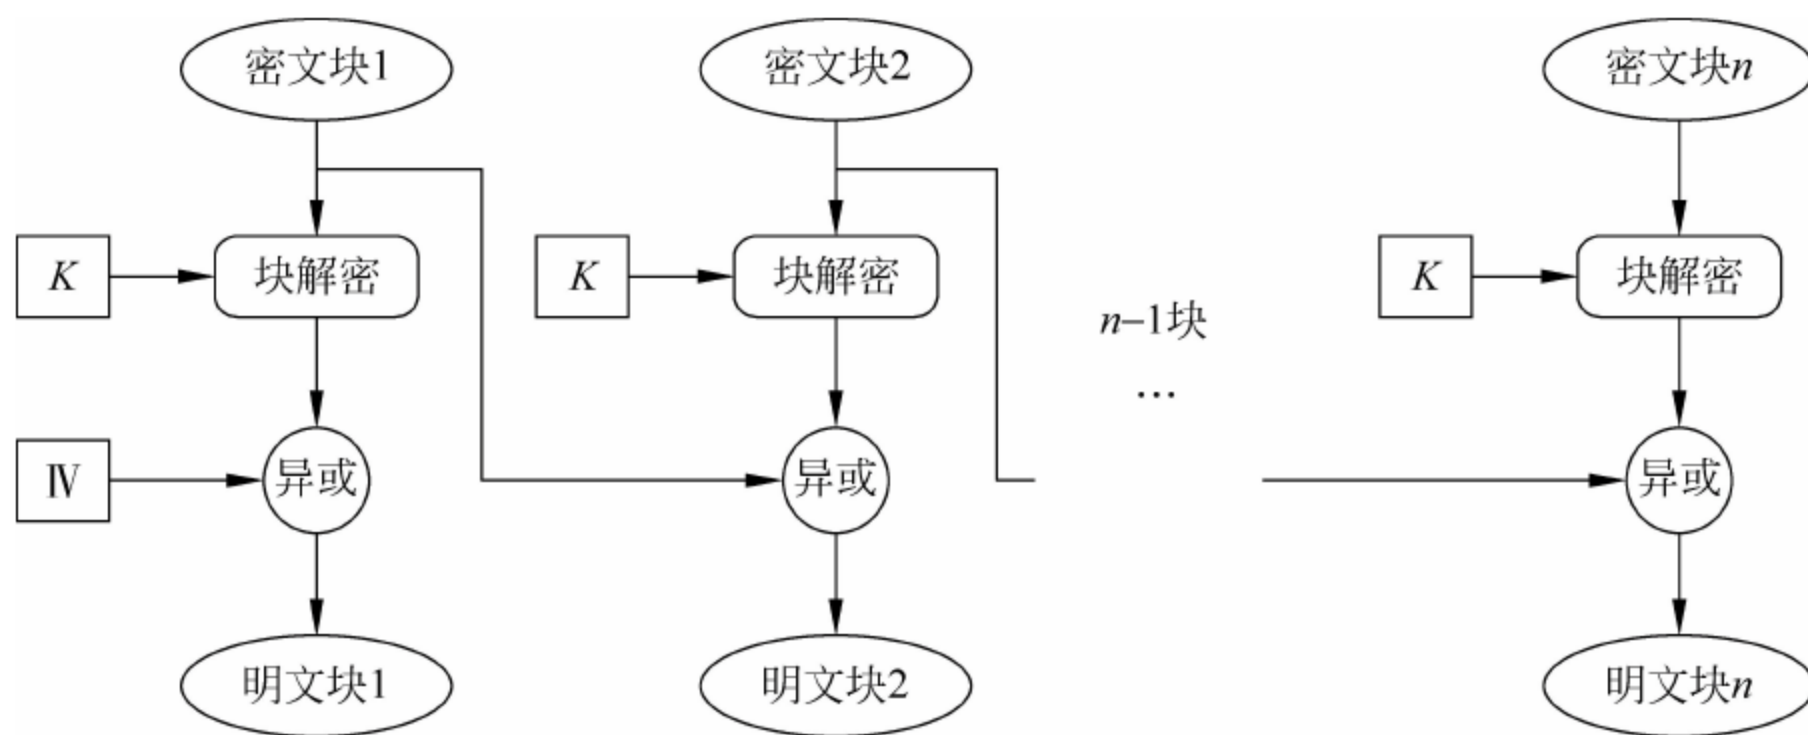 密文块1 密文块2 密文块n
K 块解密 K 块解密 K 块解密
n–1块
…
IV 异或 异或 异或
明文块1 明文块2 明文块n